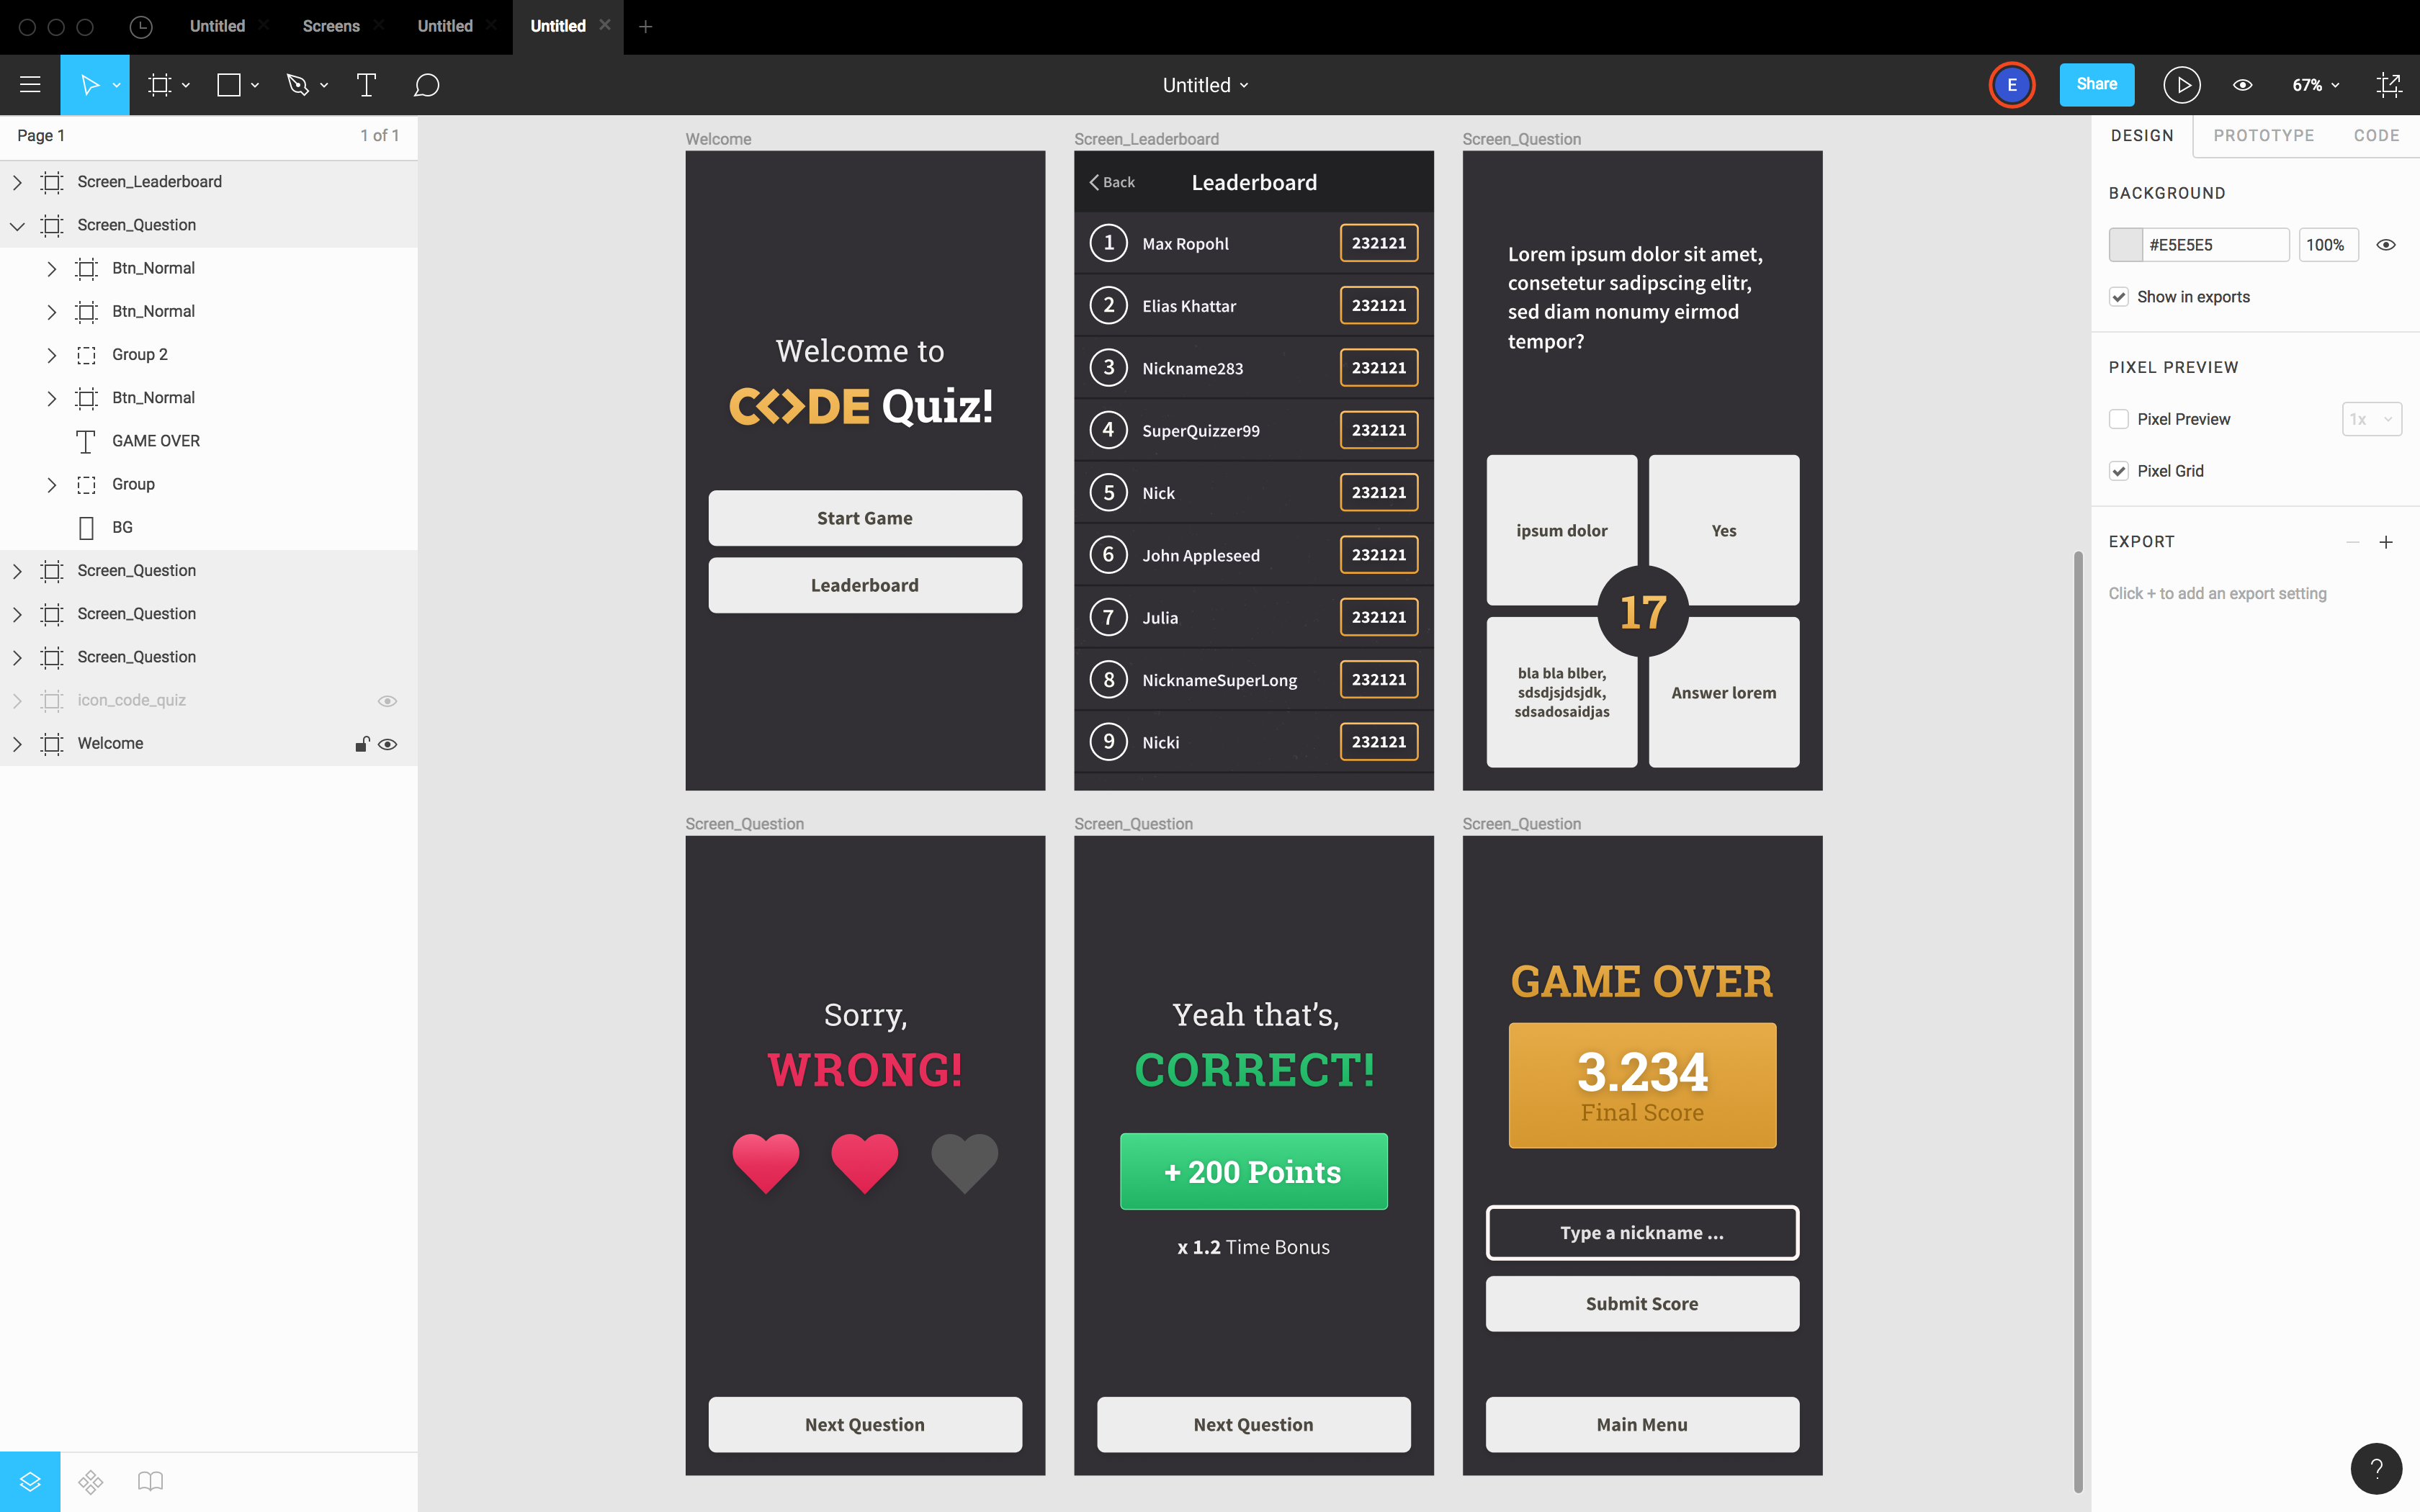 Untitled
Screens
Untitled
Untitled
Untitled
E
Share
67%
Page 1
1 of 1
Screen_Leaderboard
Screen_Question
Btn_Normal
Btn_Normal
Group 2
Btn_Normal
GAME OVER
Group
BG
Screen_Question
Screen_Question
Screen_Question
icon_code_quiz
Welcome
Welcome
Welcome to
C<>DE Quiz!
Start Game
Leaderboard
Screen_Leaderboard
Back
Leaderboard
1 Max Ropohl 232121
2 Elias Khattar 232121
3 Nickname283 232121
4 SuperQuizzer99 232121
5 Nick 232121
6 John Appleseed 232121
7 Julia 232121
8 NicknameSuperLong 232121
9 Nicki 232121
Screen_Question
Lorem ipsum dolor sit amet,
consetetur sadipscing elitr,
sed diam nonumy eirmod
tempor?
ipsum dolor
Yes
17
bla bla blber,
sdsdjsjdsjdk,
sdsadosaidjas
Answer lorem
Screen_Question
Sorry,
WRONG!
Next Question
Screen_Question
Yeah that’s,
CORRECT!
+ 200 Points
x 1.2 Time Bonus
Next Question
Screen_Question
GAME OVER
3.234
Final Score
Type a nickname ...
Submit Score
Main Menu
DESIGN
PROTOTYPE
CODE
BACKGROUND
#E5E5E5
100%
Show in exports
PIXEL PREVIEW
Pixel Preview
1x
Pixel Grid
EXPORT
Click + to add an export setting
?